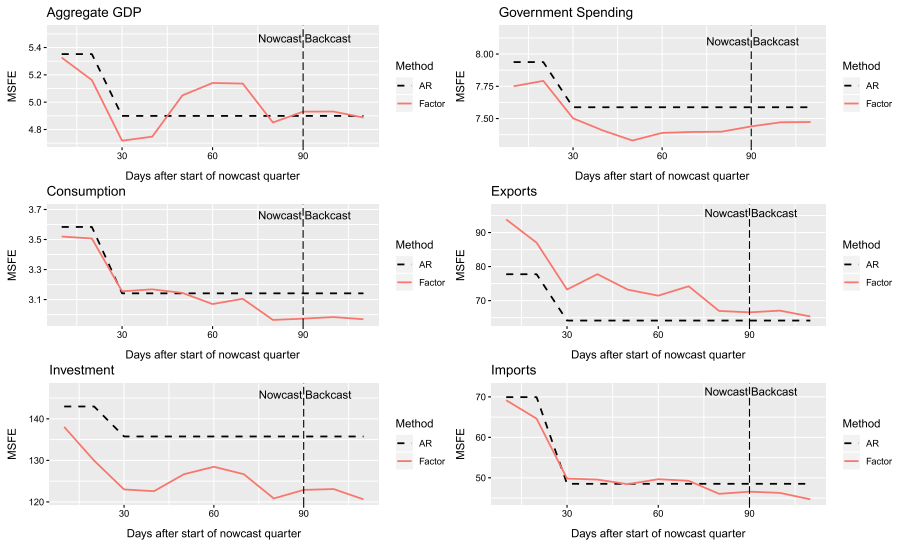 Aggregate GDP
Nowcast Backcast
5.4
5.2
5.0
4.8
MSFE
30 60 90
Days after start of nowcast quarter
Method
AR
Factor
Government Spending
Nowcast Backcast
8.00
7.75
7.50
MSFE
30 60 90
Days after start of nowcast quarter
Method
AR
Factor
Consumption
Nowcast Backcast
3.7
3.5
3.3
3.1
MSFE
30 60 90
Days after start of nowcast quarter
Method
AR
Factor
Exports
Nowcast Backcast
90
80
70
MSFE
30 60 90
Days after start of nowcast quarter
Method
AR
Factor
Investment
Nowcast Backcast
140
130
120
MSFE
30 60 90
Days after start of nowcast quarter
Method
AR
Factor
Imports
Nowcast Backcast
70
60
50
MSFE
30 60 90
Days after start of nowcast quarter
Method
AR
Factor